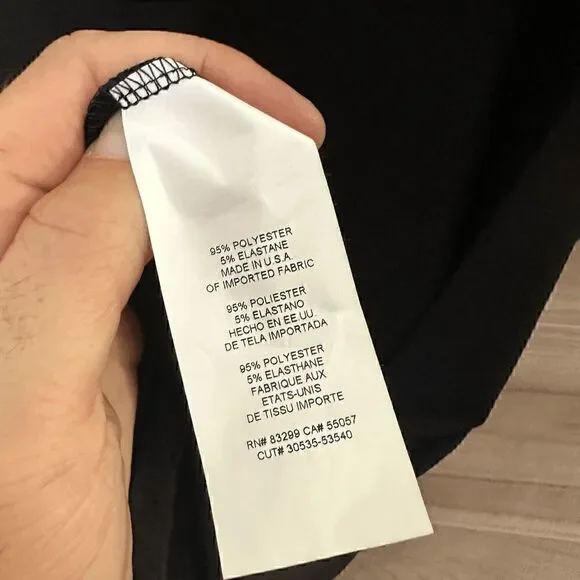 95% POLYESTER
5% ELASTANE
MADE IN U.S.A.
OF IMPORTED FABRIC
95% POLIESTER
5% ELASTANO
HECHO EN EE.UU.
DE TELA IMPORTADA
95% POLYESTER
5% ELASTHANE
FABRIQUE AUX
ETATS-UNIS
DE TISSU IMPORTE
RN# 83299 CA# 55057
CUT# 30535-53540